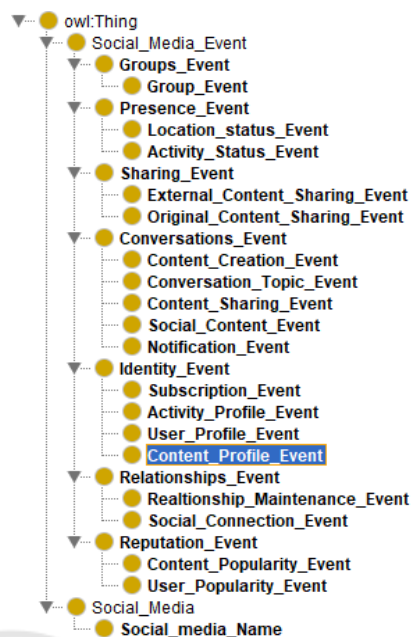 owl:Thing
Social_Media_Event
Groups_Event
Group_Event
Presence_Event
Location_status_Event
Activity_Status_Event
Sharing_Event
External_Content_Sharing_Event
Original_Content_Sharing_Event
Conversations_Event
Content_Creation_Event
Conversation_Topic_Event
Content_Sharing_Event
Social_Content_Event
Notification_Event
Identity_Event
Subscription_Event
Activity_Profile_Event
User_Profile_Event
Content_Profile_Event
Relationships_Event
Realtionship_Maintenance_Event
Social_Connection_Event
Reputation_Event
Content_Popularity_Event
User_Popularity_Event
Social_Media
Social_media_Name